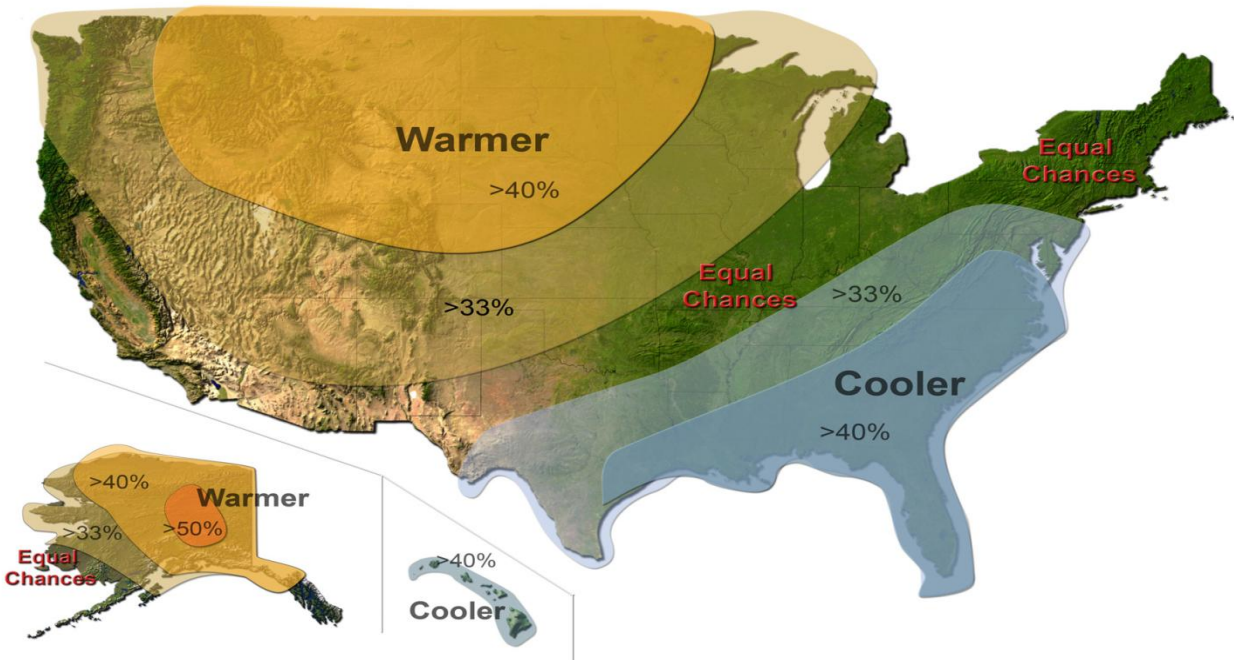 Warmer
>40%
>33%
Equal
Chances
Equal
Chances
>33%
Cooler
>40%
>40%
Warmer
>33%
>50%
Equal
Chances
>40%
Cooler